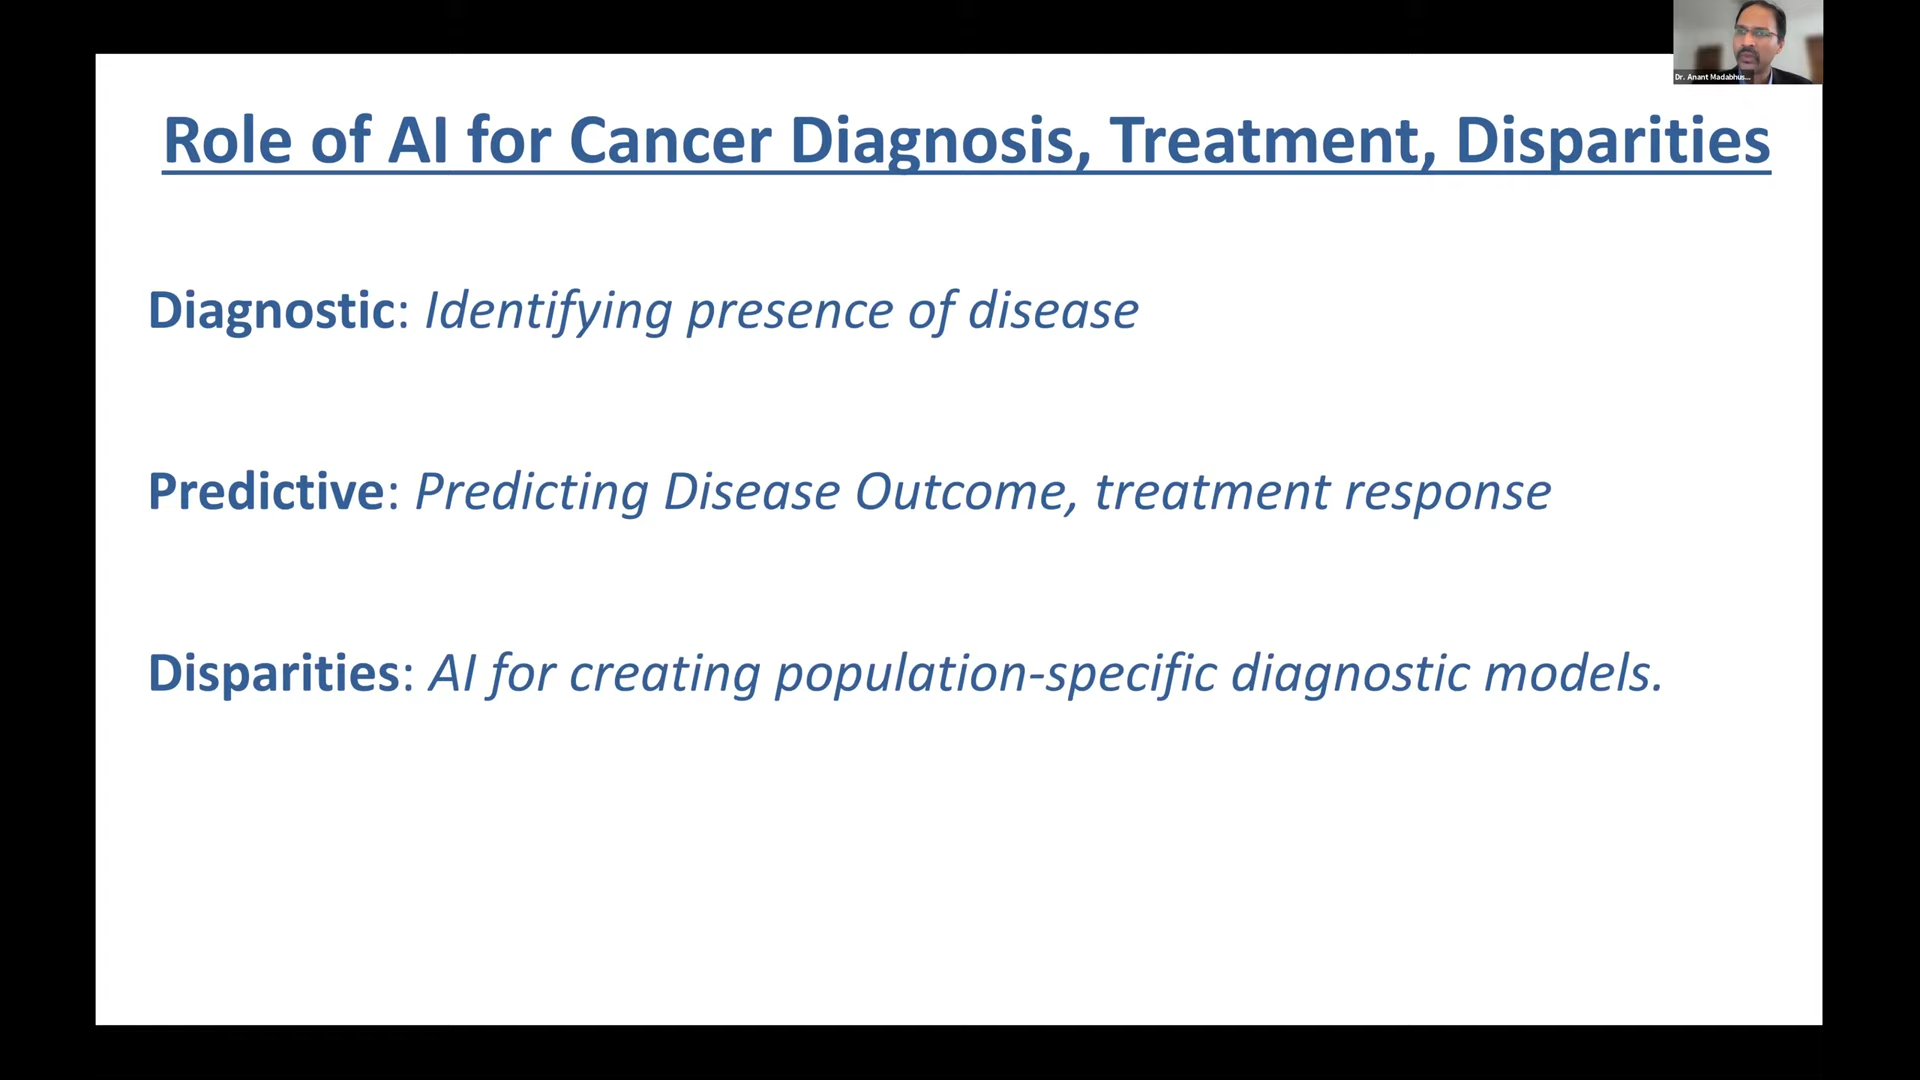 Dr. Anant Madabhus...
Role of AI for Cancer Diagnosis, Treatment, Disparities
Diagnostic: Identifying presence of disease
Predictive: Predicting Disease Outcome, treatment response
Disparities: AI for creating population-specific diagnostic models.